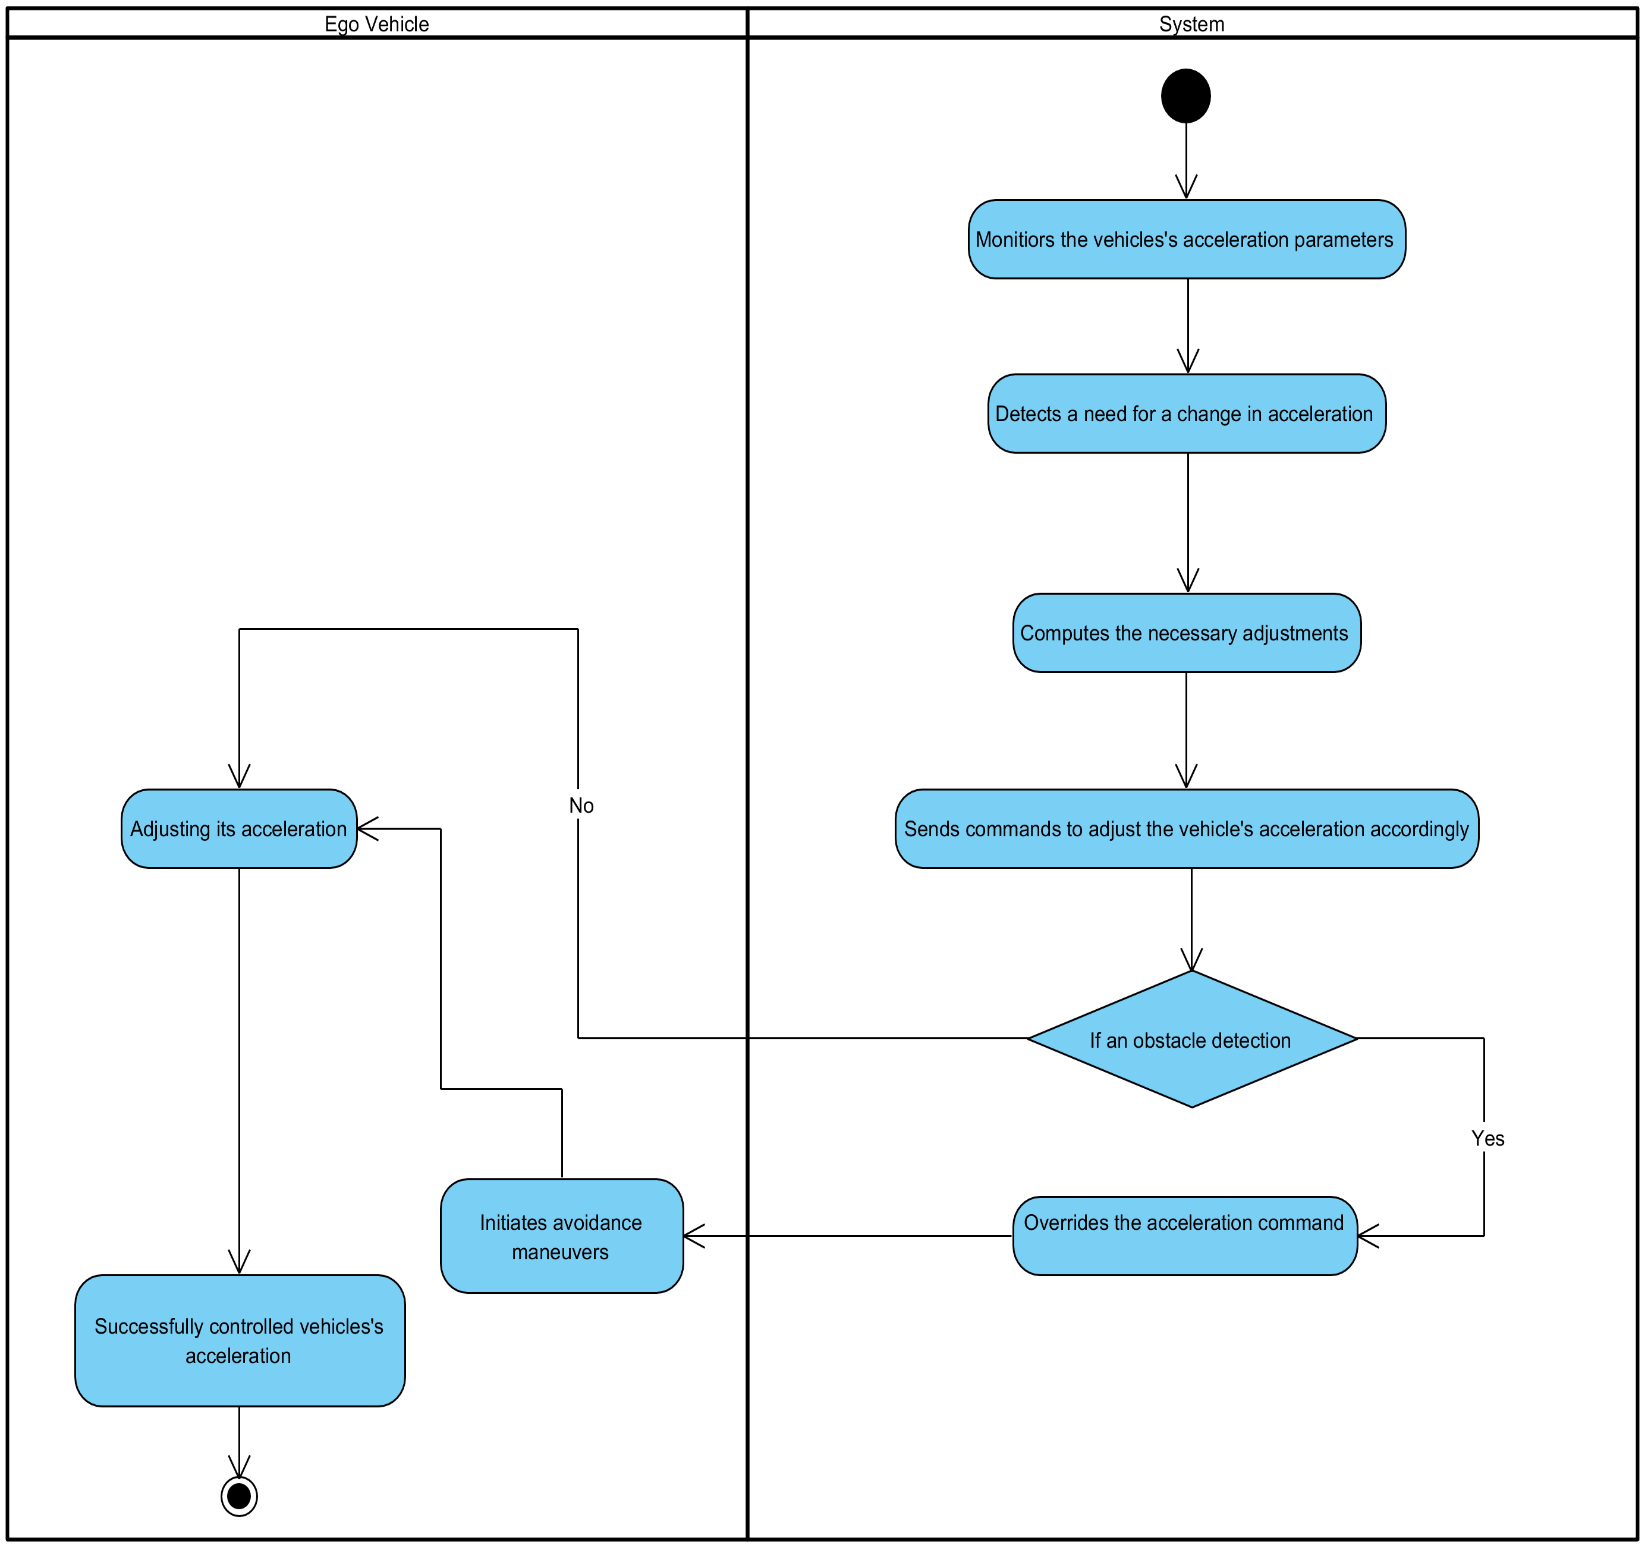 Ego Vehicle
System
Monitiors the vehicles's acceleration parameters
Detects a need for a change in acceleration
Computes the necessary adjustments
No
Adjusting its acceleration
Sends commands to adjust the vehicle's acceleration accordingly
If an obstacle detection
Yes
Overrides the acceleration command
Initiates avoidance
maneuvers
Successfully controlled vehicles's
acceleration